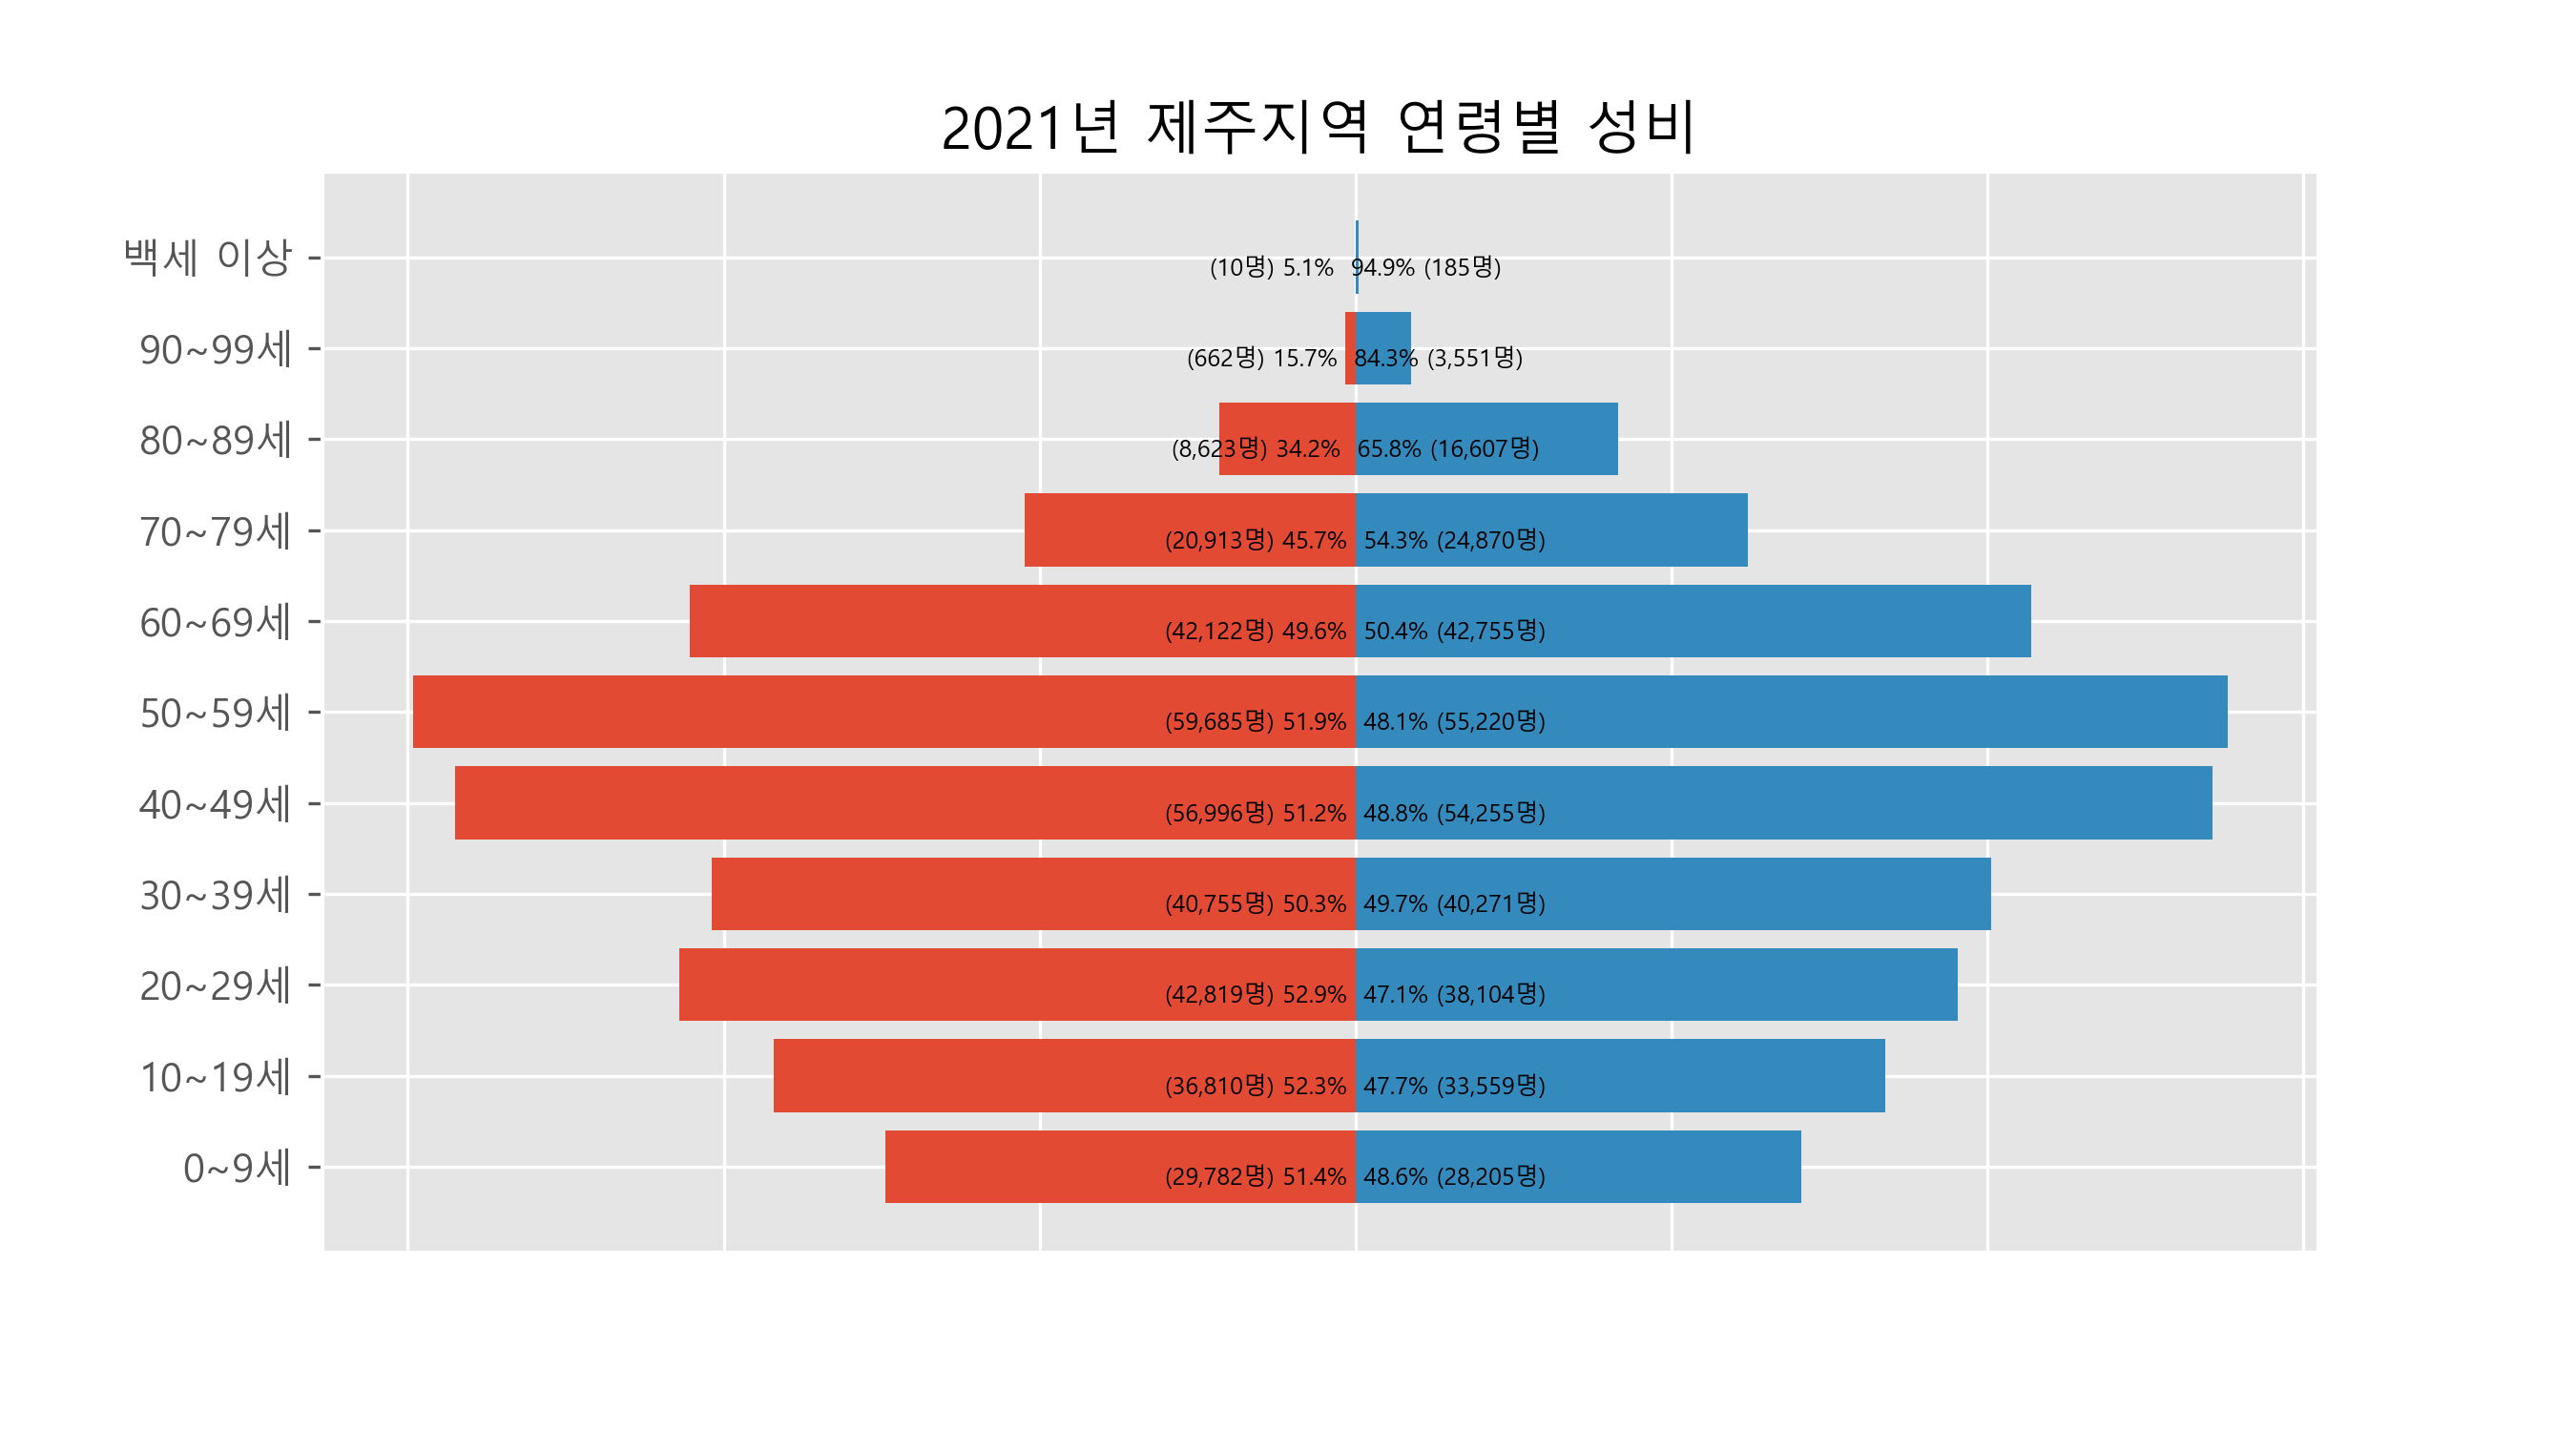 2021년 제주지역 연령별 성비
백세 이상 (10명) 5.1% 94.9% (185명)
90~99세 (662명) 15.7% 84.3% (3,551명)
80~89세 (8,623명) 34.2% 65.8% (16,607명)
70~79세 (20,913명) 45.7% 54.3% (24,870명)
60~69세 (42,122명) 49.6% 50.4% (42,755명)
50~59세 (59,685명) 51.9% 48.1% (55,220명)
40~49세 (56,996명) 51.2% 48.8% (54,255명)
30~39세 (40,755명) 50.3% 49.7% (40,271명)
20~29세 (42,819명) 52.9% 47.1% (38,104명)
10~19세 (36,810명) 52.3% 47.7% (33,559명)
0~9세 (29,782명) 51.4% 48.6% (28,205명)